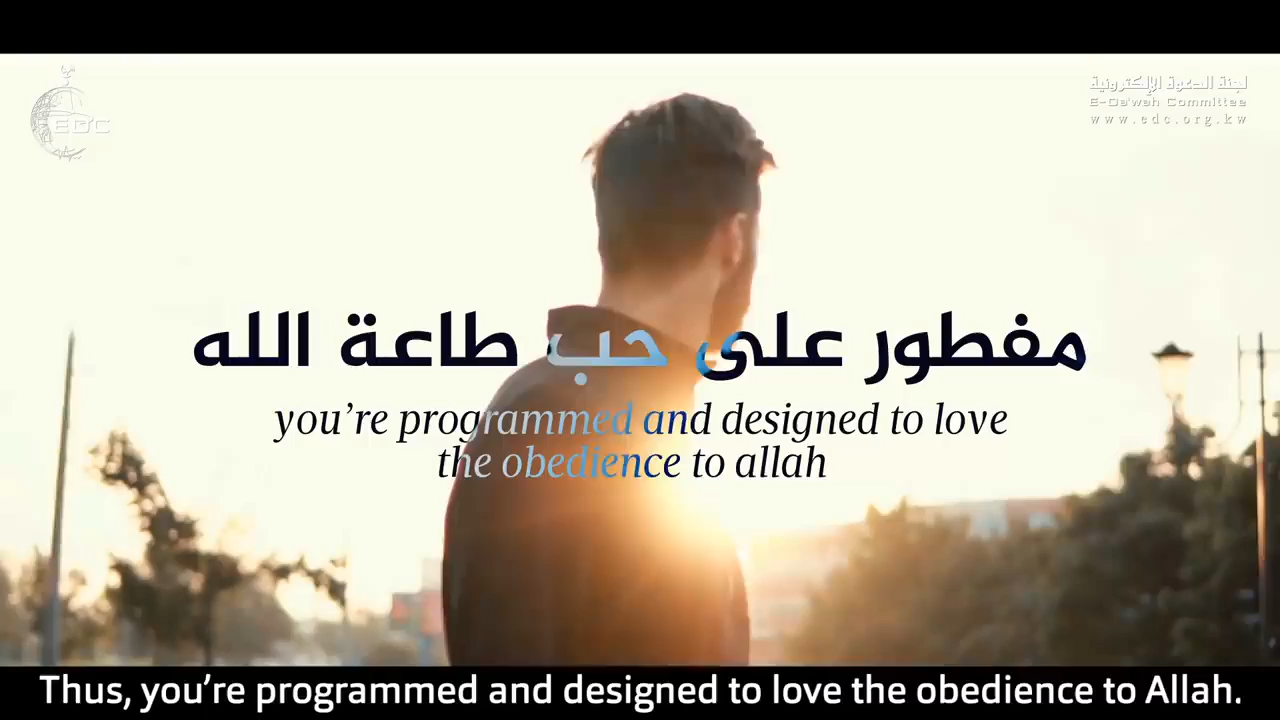 EDC
لجنة الدعوة الإلكترونية
E-Da'wah Committee
www.edc.org.kw
مفطور على حب طاعة الله
you're programmed and designed to love
the obedience to allah
Thus, you're programmed and designed to love the obedience to Allah.